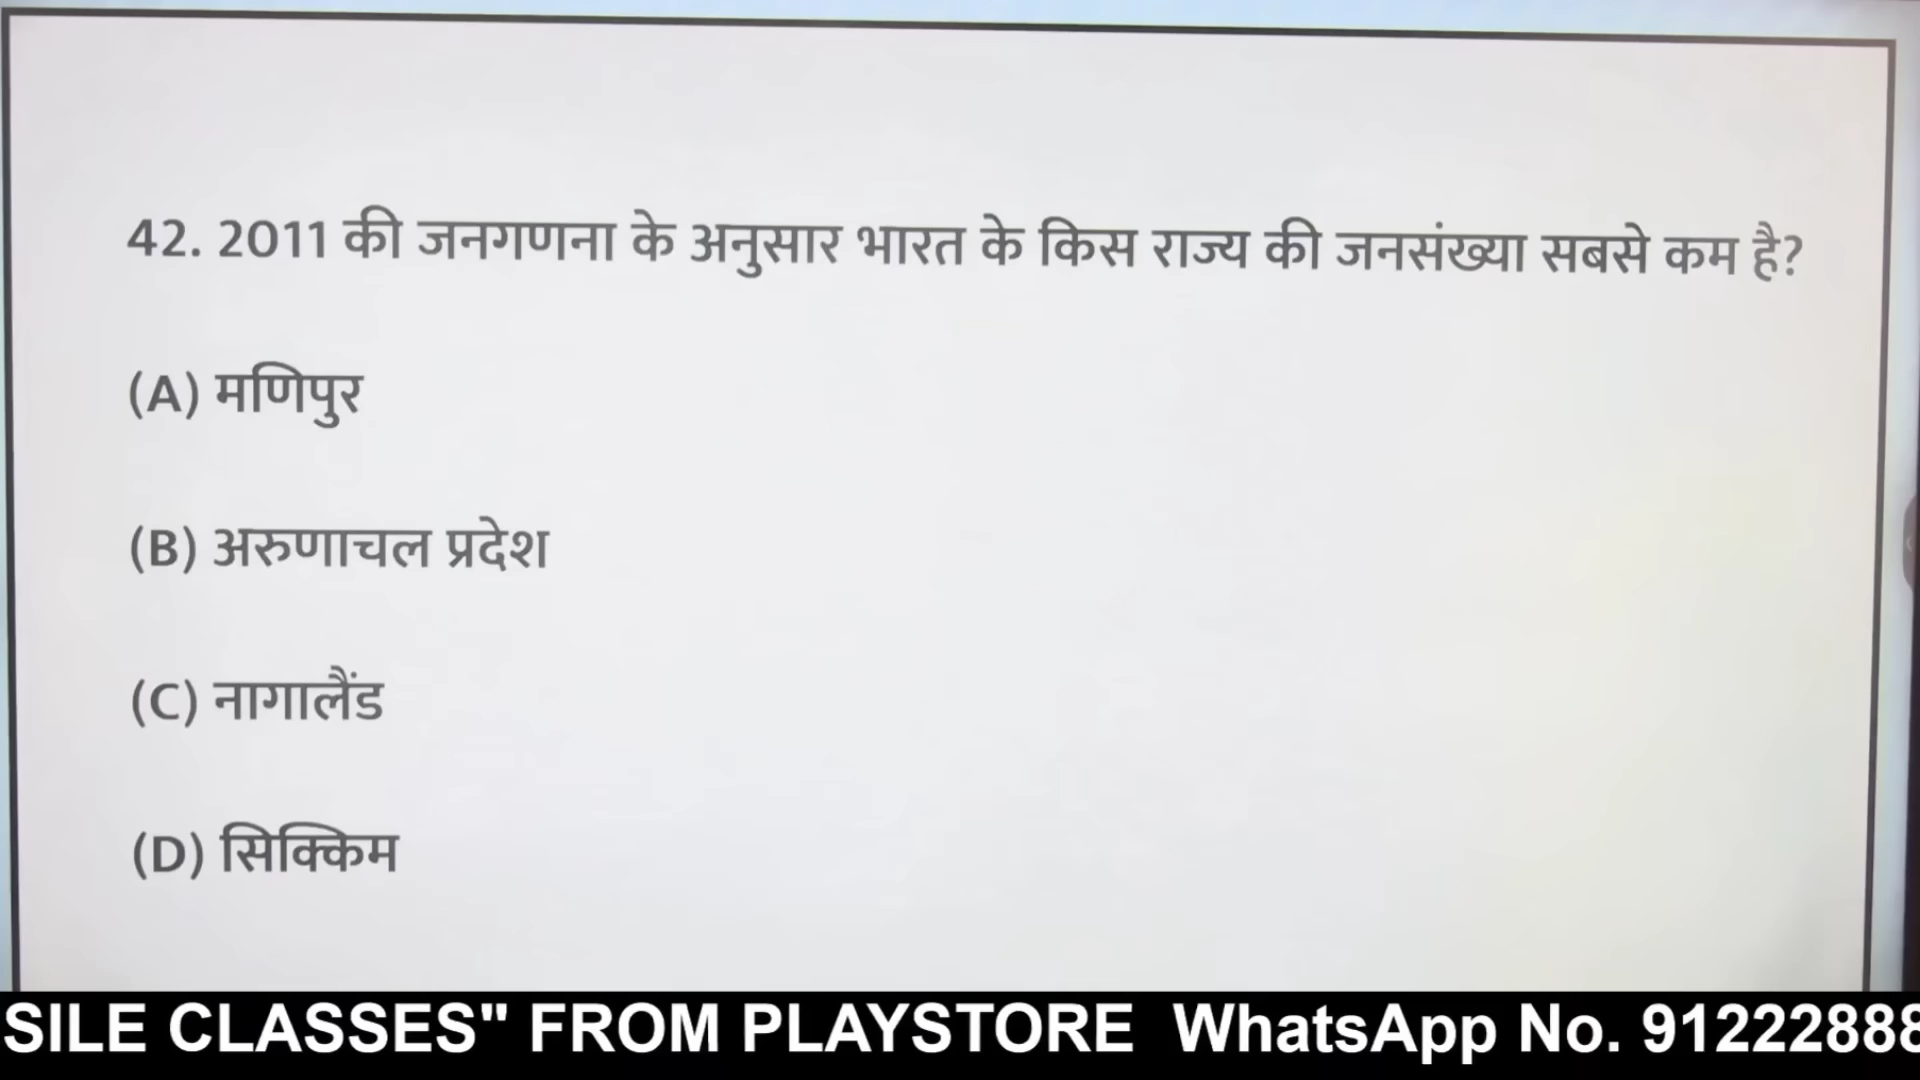 42. 2011 की जनगणना के अनुसार भारत के किस राज्य की जनसंख्या सबसे कम है?
(A) मणिपुर
(B) अरुणाचल प्रदेश
(C) नागालैंड
(D) सिक्किम
SILE CLASSES" FROM PLAYSTORE WhatsApp No. 91222888